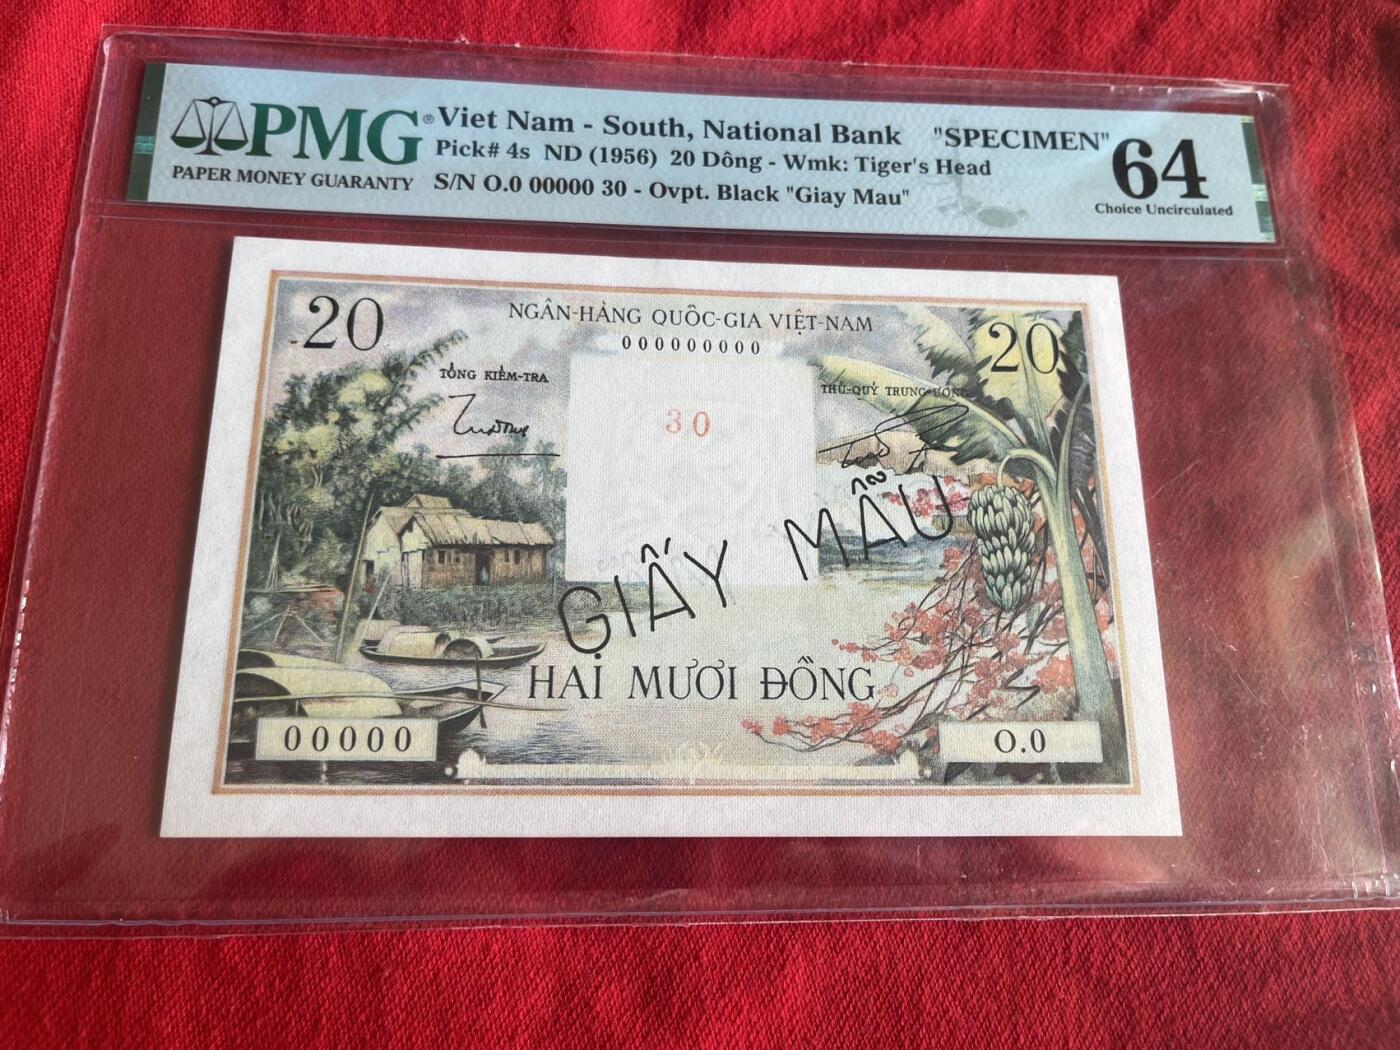 PMG®
PAPER MONEY GUARANTY
Viet Nam - South, National Bank "SPECIMEN"
Pick# 4s ND (1956) 20 Dông - Wmk: Tiger's Head
S/N O.0 00000 30 - Ovpt. Black "Giay Mau"
64
Choice Uncirculated
20
NGÂN-HÀNG QUÔC-GIA VIỆT-NAM
20
000000000
TỔNG KIỂM-TRA
THỦ-QUỸ TRUNG-ƯƠNG
30
GIẤY MẪU
HAI MƯƠI ĐỒNG
00000
O.0